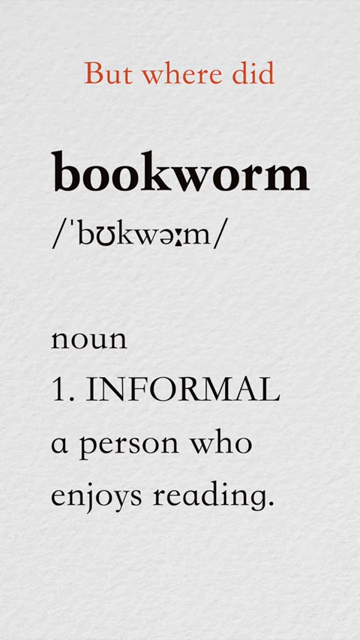 But where did
bookworm
/ˈbʊkwəːm/
noun
1. INFORMAL
a person who
enjoys reading.